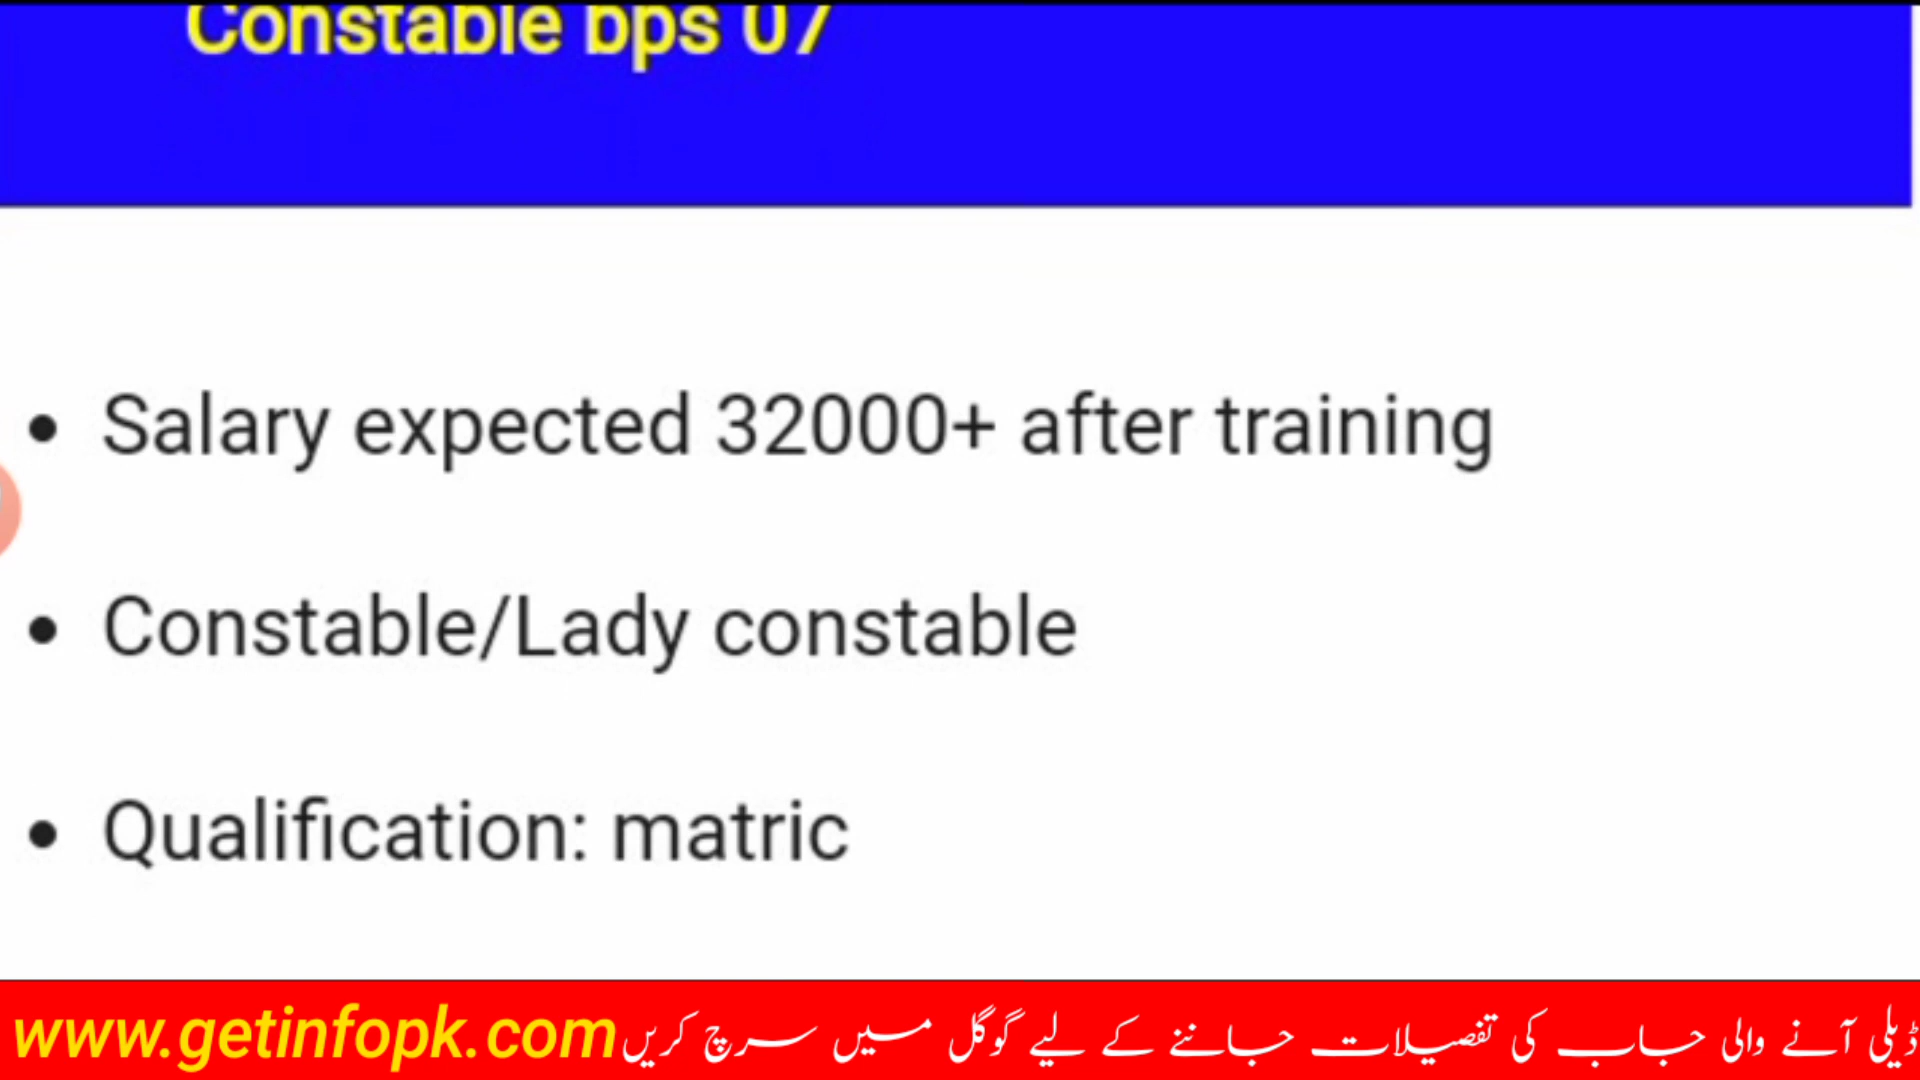 Constable bps 07
• Salary expected 32000+ after training
• Constable/Lady constable
• Qualification: matric
www.getinfopk.com ڈیلی آنے والی جاب کی تفصیلات جاننے کے لیے گوگل میں سرچ کریں